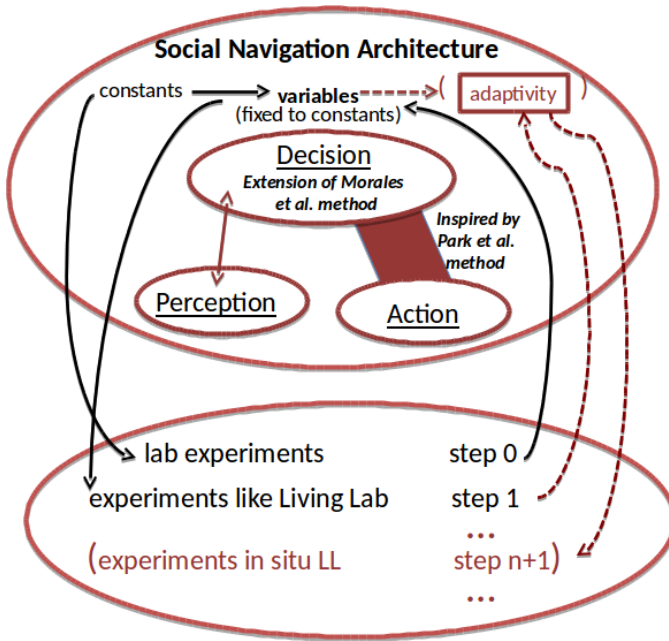 Social Navigation Architecture
constants
variables
(fixed to constants)
( adaptivity )
Decision
Extension of Morales
et al. method
Inspired by
Park et al.
method
Perception
Action
lab experiments step 0
experiments like Living Lab step 1
...
(experiments in situ LL step n+1)
...